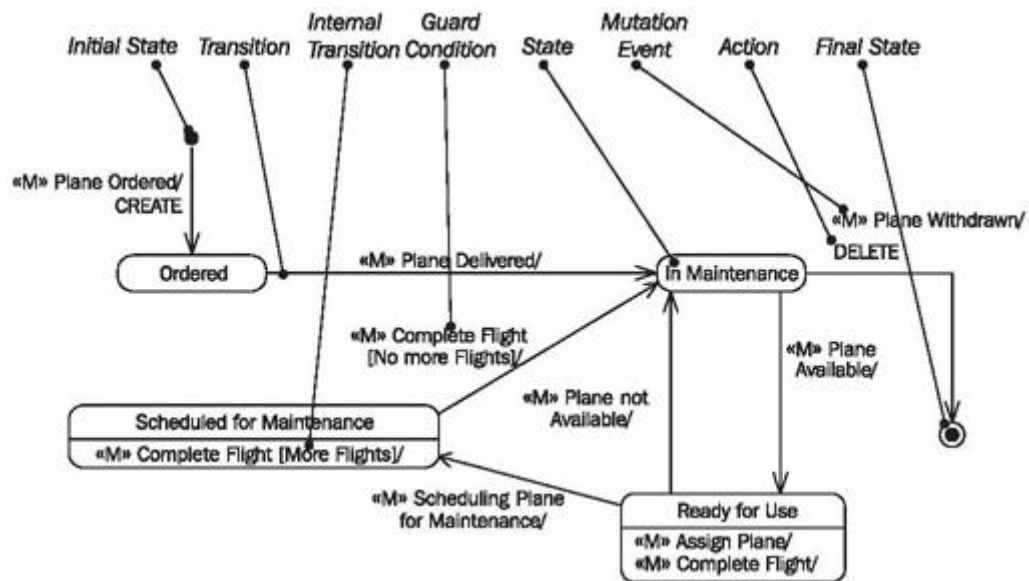 Initial State
Transition
Internal
Transition
Guard
Condition
State
Mutation
Event
Action
Final State
«M» Plane Ordered/
CREATE
«M» Plane Withdrawn/
DELETE
Ordered
«M» Plane Delivered/
In Maintenance
«M» Complete Flight
[No more Flights]/
«M» Plane
Available/
«M» Plane not
Available/
Scheduled for Maintenance
«M» Complete Flight [More Flights]/
«M» Scheduling Plane
for Maintenance/
Ready for Use
«M» Assign Plane/
«M» Complete Flight/